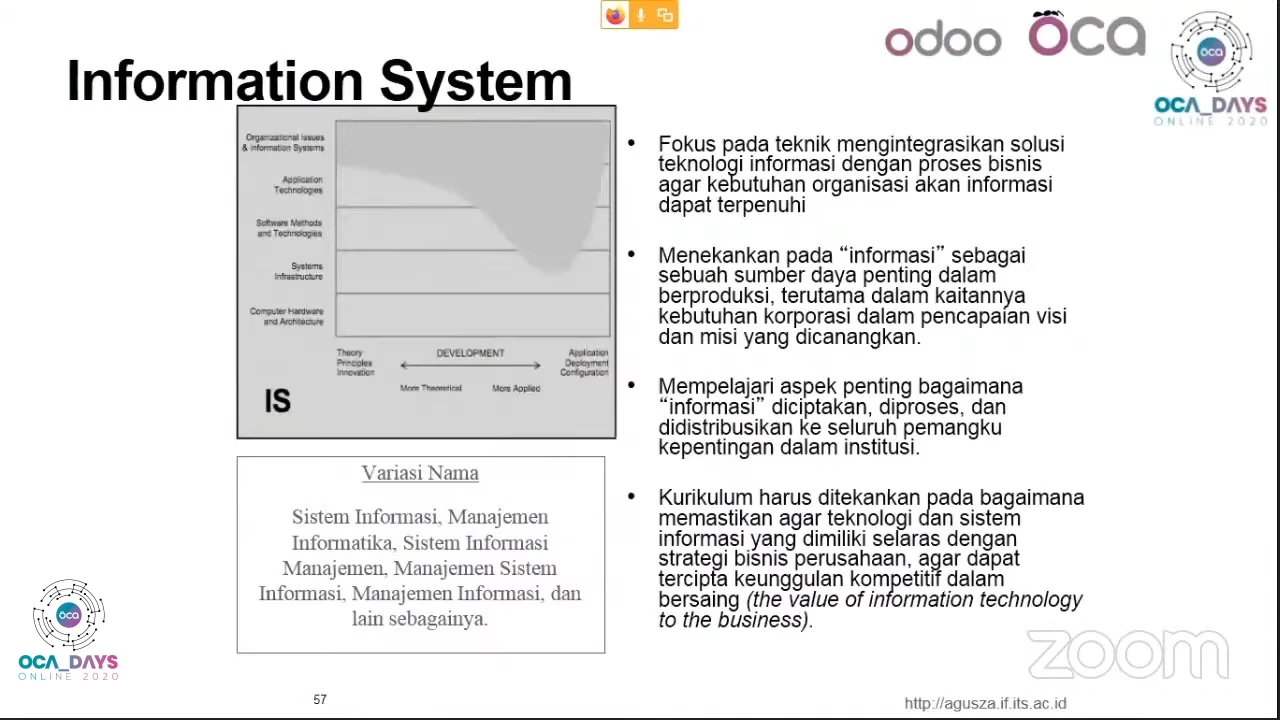 odoo
OCA
oca
OCA_DAYS
ONLINE 2020
Information System
Organizational Issues
& Information Systems
Application
Technologies
Software Methods
and Technologies
Systems
Infrastructure
Computer Hardware
and Architecture
Theory
Principles
Innovation
DEVELOPMENT
Application
Deployment
Configuration
More Theoretical
More Applied
IS
Variasi Nama
Sistem Informasi, Manajemen
Informatika, Sistem Informasi
Manajemen, Manajemen Sistem
Informasi, Manajemen Informasi, dan
lain sebagainya.
• Fokus pada teknik mengintegrasikan solusi
teknologi informasi dengan proses bisnis
agar kebutuhan organisasi akan informasi
dapat terpenuhi
• Menekankan pada “informasi” sebagai
sebuah sumber daya penting dalam
berproduksi, terutama dalam kaitannya
kebutuhan korporasi dalam pencapaian visi
dan misi yang dicanangkan.
• Mempelajari aspek penting bagaimana
“informasi” diciptakan, diproses, dan
didistribusikan ke seluruh pemangku
kepentingan dalam institusi.
• Kurikulum harus ditekankan pada bagaimana
memastikan agar teknologi dan sistem
informasi yang dimiliki selaras dengan
strategi bisnis perusahaan, agar dapat
tercipta keunggulan kompetitif dalam
bersaing (the value of information technology
to the business).
oca
OCA_DAYS
ONLINE 2020
zoom
57
http://agusza.if.its.ac.id